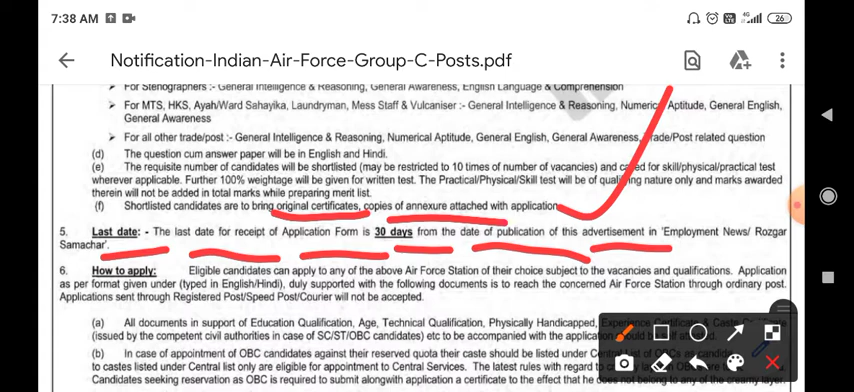 7:38 AM
4G
26
Notification-Indian-Air-Force-Group-C-Posts.pdf
For Stenographers :- General Intelligence & Reasoning, General Awareness, English Language & Comprehension
For MTS, HKS, Ayah/Ward Sahayika, Laundryman, Mess Staff & Vulcaniser :- General Intelligence & Reasoning, Numerical Aptitude, General English,
General Awareness
For all other trade/post :- General Intelligence & Reasoning, Numerical Aptitude, General English, General Awareness, Trade/Post related question
(d) The question cum answer paper will be in English and Hindi.
(e) The requisite number of candidates will be shortlisted (may be restricted to 10 times of number of vacancies) and called for skill/physical/practical test
wherever applicable. Further 100% weightage will be given for written test. The Practical/Physical/Skill test will be of qualifying nature only and marks awarded
therein will not be added in total marks while preparing merit list.
(f) Shortlisted candidates are to bring original certificates, copies of annexure attached with application
5. Last date: - The last date for receipt of Application Form is 30 days from the date of publication of this advertisement in 'Employment News/ Rozgar
Samachar'.
6. How to apply: Eligible candidates can apply to any of the above Air Force Station of their choice subject to the vacancies and qualifications. Application
as per format given under (typed in English/Hindi), duly supported with the following documents is to reach the concerned Air Force Station through ordinary post.
Applications sent through Registered Post/Speed Post/Courier will not be accepted.
(a) All documents in support of Education Qualification, Age, Technical Qualification, Physically Handicapped, Experience Certificate & Caste
(issued by the competent civil authorities in case of SC/ST/OBC candidates) etc to be accompanied with the application
(b) In case of appointment of OBC candidates against their reserved quota their caste should be listed under Central List of OBCs as
to castes listed under Central list only are eligible for appointment to Central Services. The latest rules with regard to
Candidates seeking reservation as OBC is required to submit alongwith application a certificate to the effect that he does not belong to any of the creamy layer